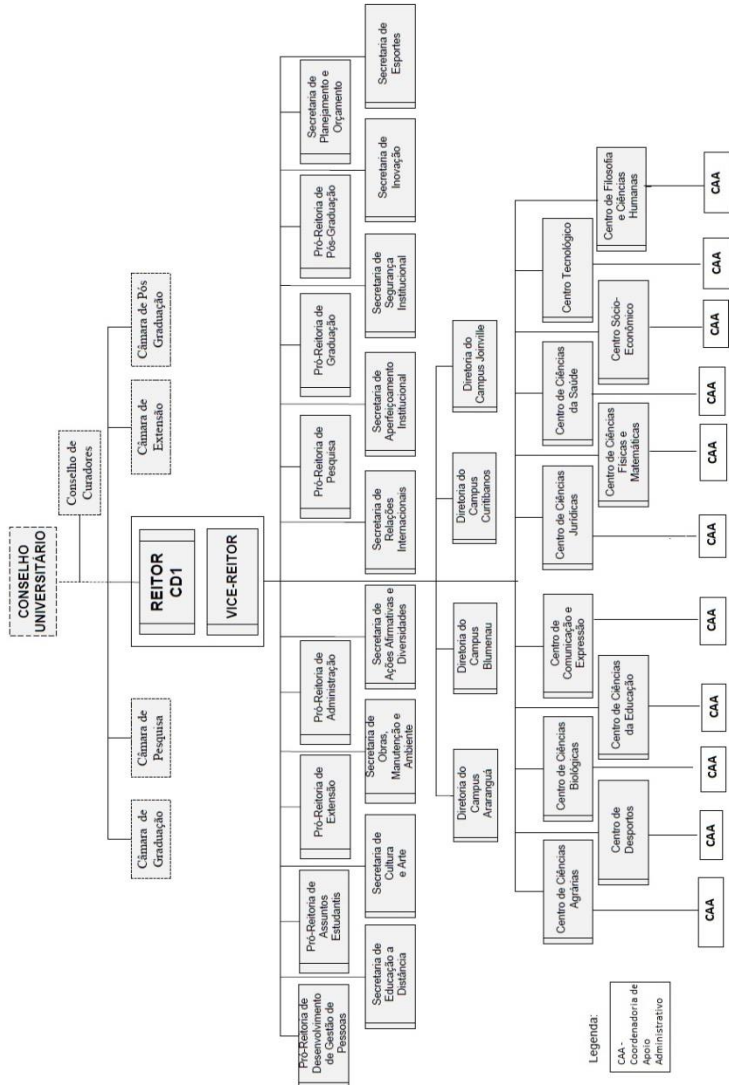 CONSELHO
UNIVERSITÁRIO
Conselho de
Curadores
Câmara de
Graduação
Câmara de
Pesquisa
Câmara de
Extensão
Câmara de Pós
Graduação
REITOR
CD1
VICE-REITOR
Pró-Reitoria de
Desenvolvimento
de Gestão de
Pessoas
Pró-Reitoria de
Assuntos
Estudantis
Pró-Reitoria de
Extensão
Pró-Reitoria de
Administração
Pró-Reitoria de
Pesquisa
Pró-Reitoria de
Graduação
Pró-Reitoria de
Pós-Graduação
Secretaria de
Planejamento e
Orçamento
Secretaria de
Educação a
Distância
Secretaria de
Cultura
e Arte
Secretaria de
Obras,
Manutenção e
Ambiente
Secretaria de
Ações Afirmativas e
Diversidades
Secretaria de
Relações
Internacionais
Secretaria de
Aperfeiçoamento
Institucional
Secretaria de
Segurança
Institucional
Secretaria de
Inovação
Secretaria de
Esportes
Diretoria do
Campus
Araranguá
Diretoria do
Campus
Blumenau
Diretoria do
Campus
Curitibanos
Diretoria do
Campus Joinville
Centro de Ciências
Agrárias
Centro de Ciências
Biológicas
Centro de
Comunicação e
Expressão
Centro de Ciências
Jurídicas
Centro de Ciências
da Saúde
Centro Tecnológico
Centro de
Desportos
Centro de Ciências
da Educação
Centro de Ciências
Físicas e
Matemáticas
Centro Sócio-
Econômico
Centro de Filosofia
e Ciências
Humanas
CAA
CAA
CAA
CAA
CAA
CAA
CAA
CAA
CAA
CAA
CAA
Legenda:
CAA -
Coordenadoria de
Apoio
Administrativo